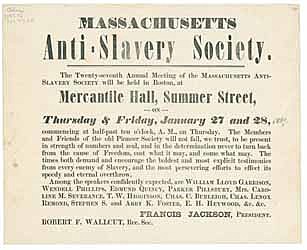 MASSACHUSETTS
Anti-Slavery Society.
The Twenty-seventh Annual Meeting of the MASSACHUSETTS ANTI-
SLAVERY SOCIETY will be held in Boston, at
Mercantile Hall, Summer Street,
—ON—
Thursday & Friday, January 27 and 28,
commencing at half-past ten o'clock, A. M., on Thursday. The Members
and Friends of the old Pioneer Society will not fail, we trust, to be present
in strength of numbers and zeal, and in the determination never to turn back
from the name of Freedom, cost what it may, and come what may. The
times both demand and encourage the boldest and most explicit testimonies
from every enemy of Slavery, and the most persevering efforts to effect its
speedy and eternal overthrow.
Among the speakers confidently expected, are WILLIAM LLOYD GARRISON,
WENDELL PHILLIPS, EDMUND QUINCY, PARKER PILLSBURY, MRS. CARO-
LINE M. SEVERANCE, T. W. HIGGINSON, CHAS. C. BURLEIGH, CHAS. LENOX
REMOND, STEPHEN S. and ABBY K. FOSTER, E. H. HEYWOOD, &c. &c.
FRANCIS JACKSON, PRESIDENT.
ROBERT F. WALLCUT, Rec. Sec.